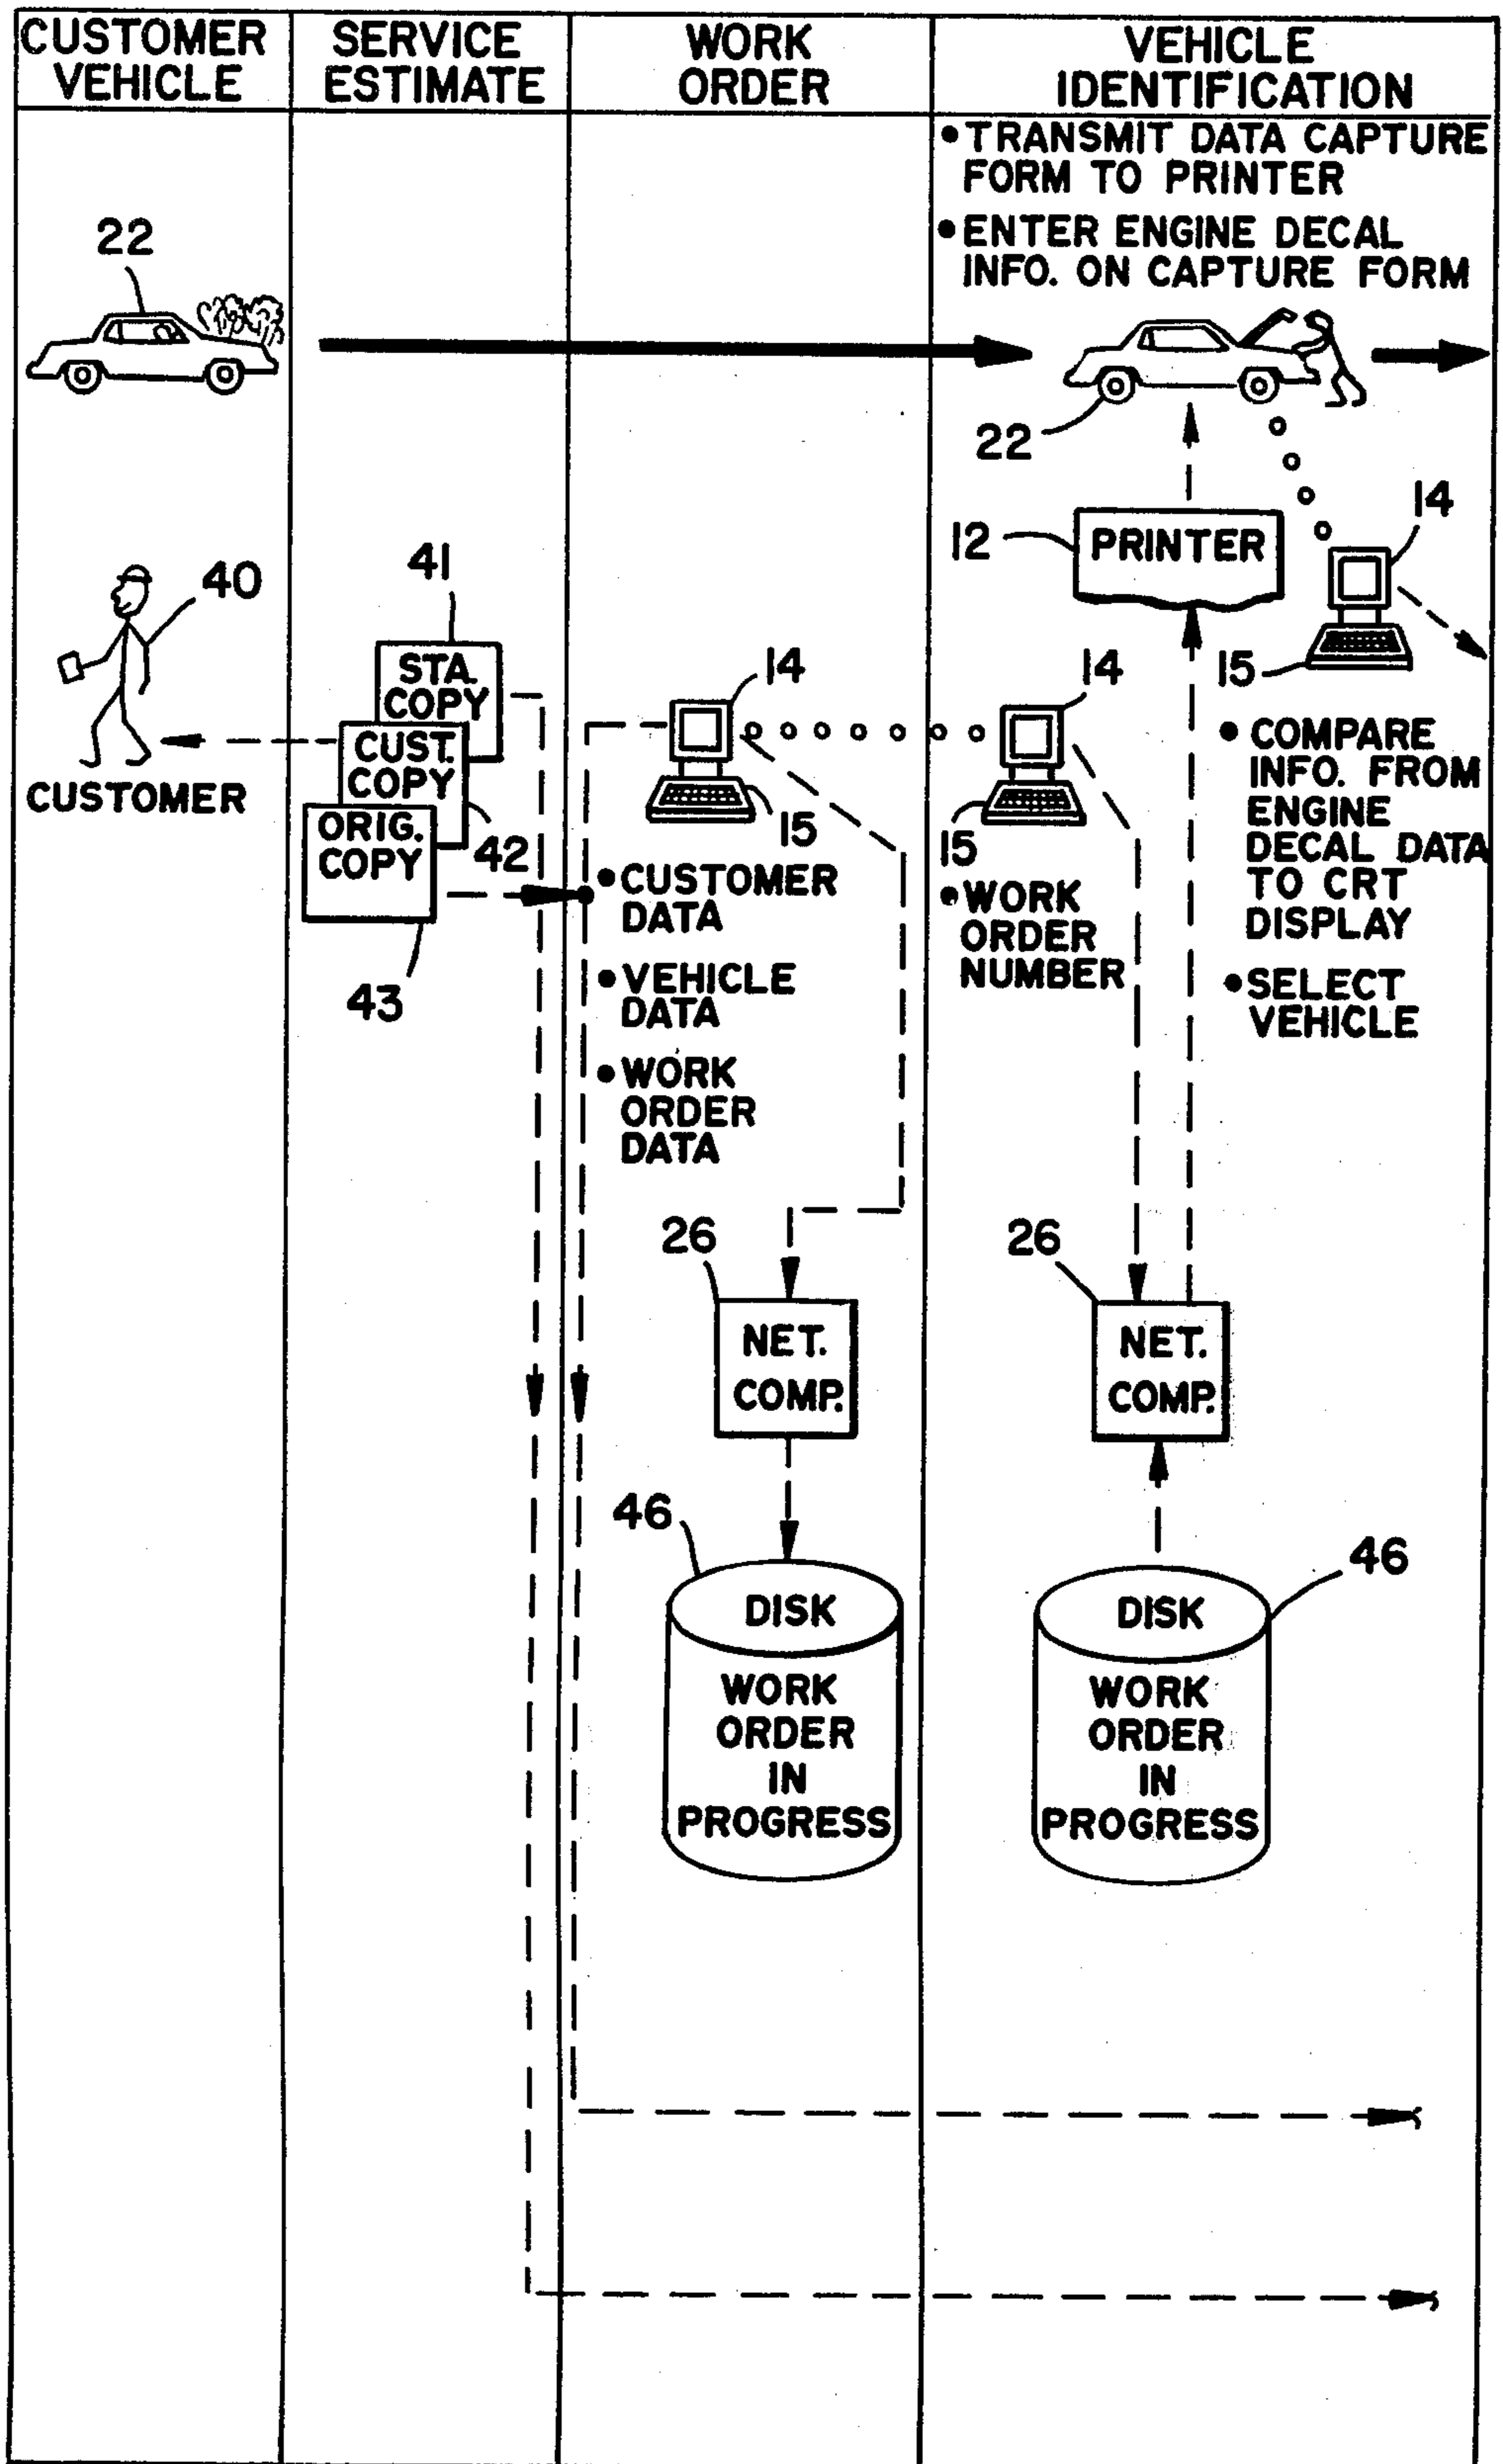 CUSTOMER
VEHICLE
SERVICE
ESTIMATE
WORK
ORDER
VEHICLE
IDENTIFICATION
•TRANSMIT DATA CAPTURE
FORM TO PRINTER
•ENTER ENGINE DECAL
INFO. ON CAPTURE FORM
22
22
12
PRINTER
14
15
40
CUSTOMER
41
STA.
COPY
CUST.
COPY
42
ORIG.
COPY
43
14
15
•CUSTOMER
DATA
•VEHICLE
DATA
•WORK
ORDER
DATA
14
15
•WORK
ORDER
NUMBER
• COMPARE
INFO. FROM
ENGINE
DECAL DATA
TO CRT
DISPLAY
•SELECT
VEHICLE
26
NET.
COMP.
26
NET.
COMP.
46
DISK
WORK
ORDER
IN
PROGRESS
46
DISK
WORK
ORDER
IN
PROGRESS